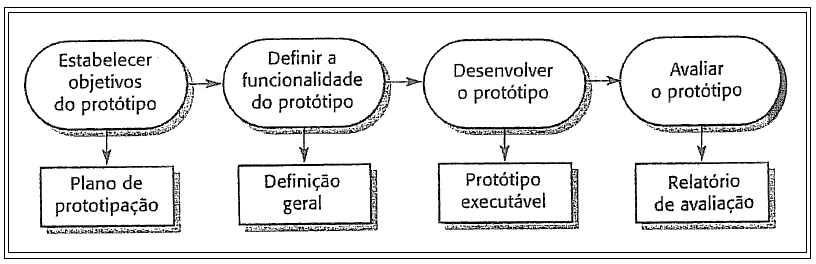 Estabelecer
objetivos
do protótipo
Definir a
funcionalidade
do protótipo
Desenvolver
o protótipo
Avaliar
o protótipo
Plano de
prototipação
Definição
geral
Protótipo
executável
Relatório
de avaliação